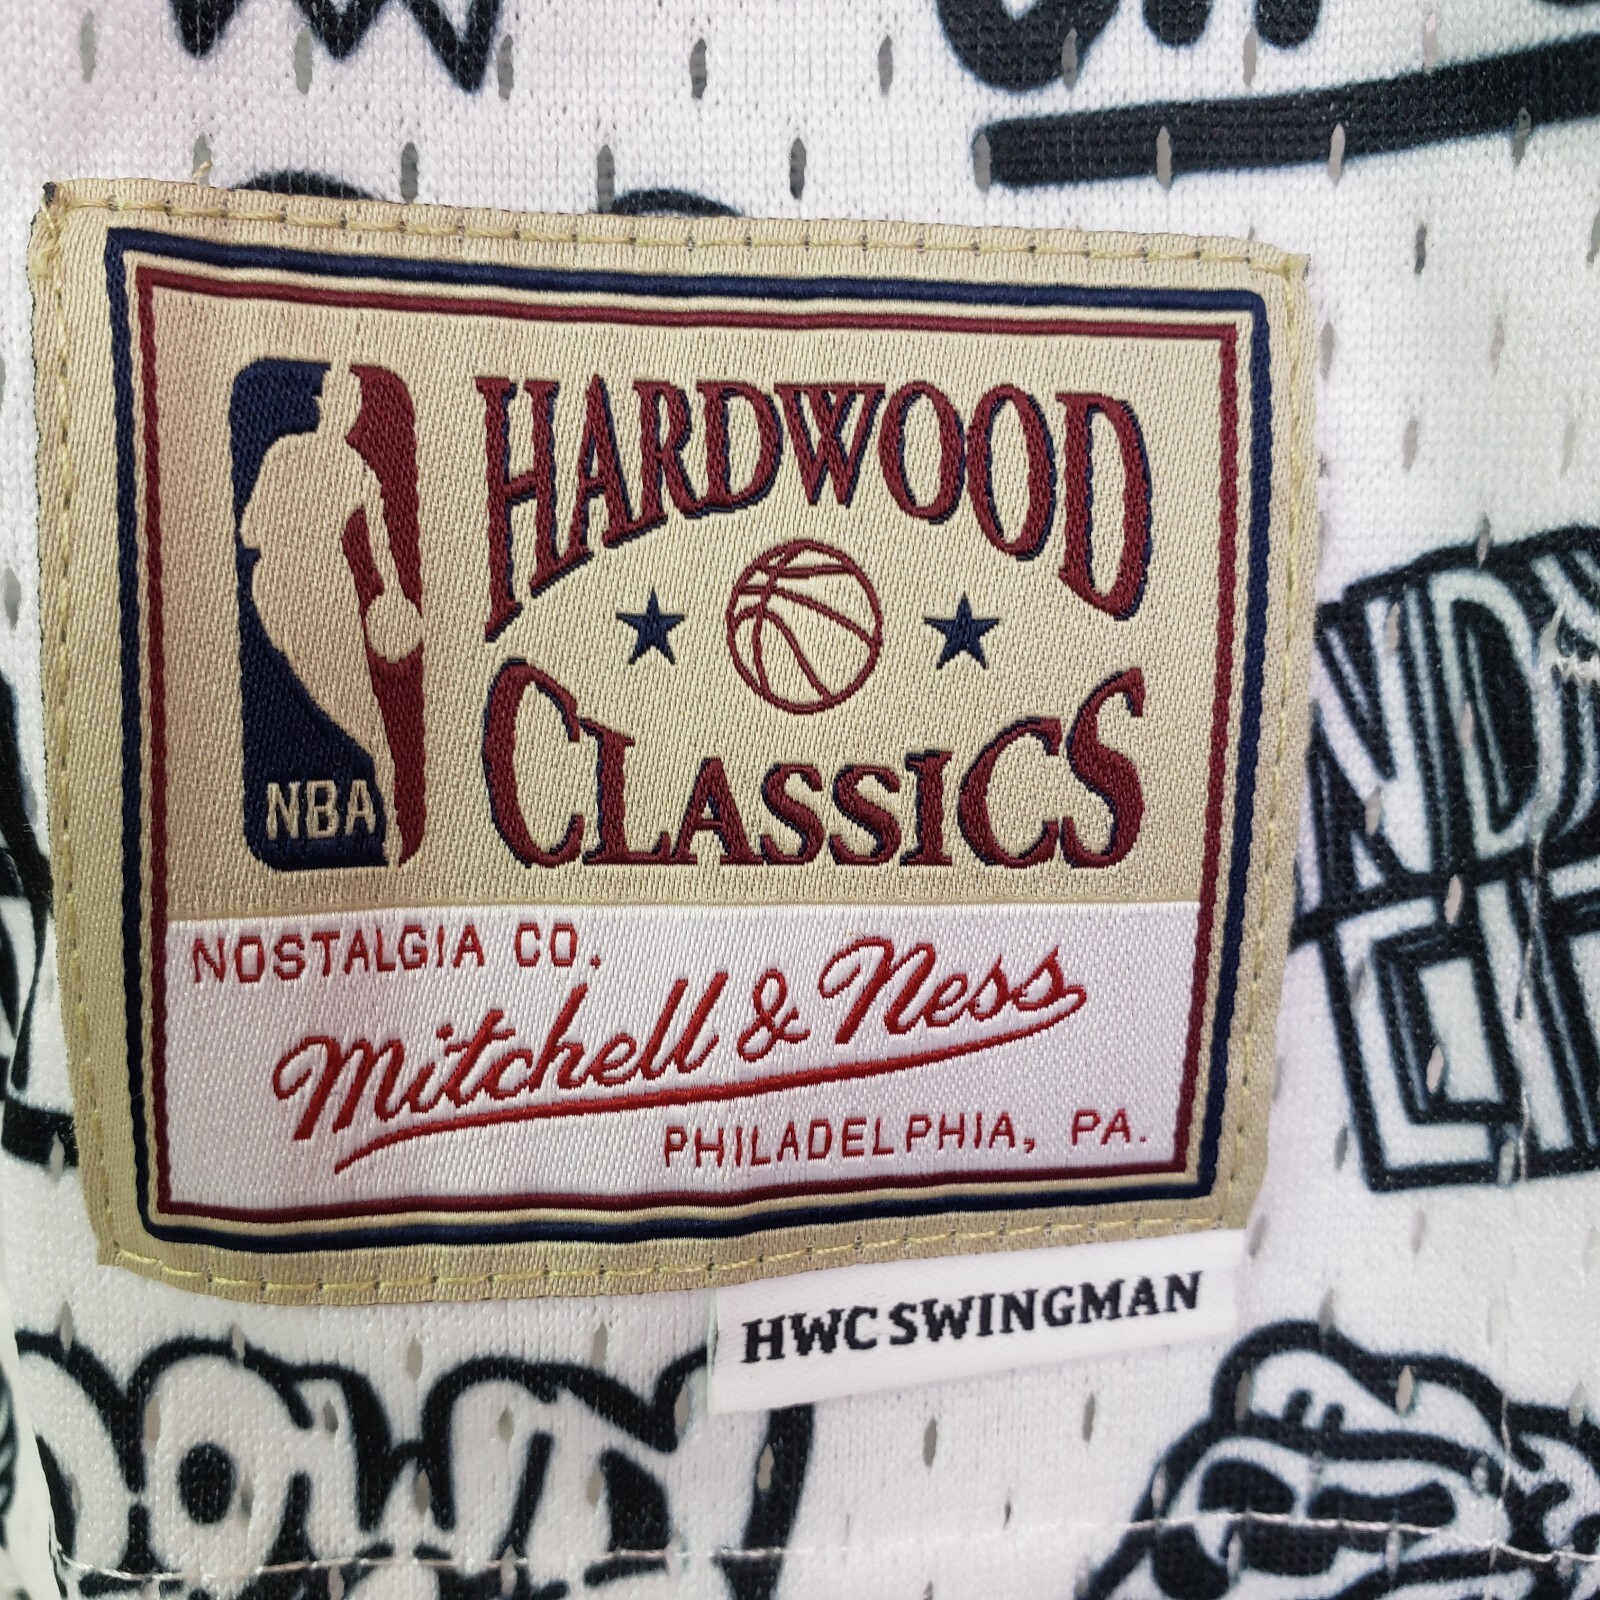 HARDWOOD
CLASSICS
NBA
NOSTALGIA CO.
Mitchell & Ness
PHILADELPHIA, PA.
HWC SWINGMAN